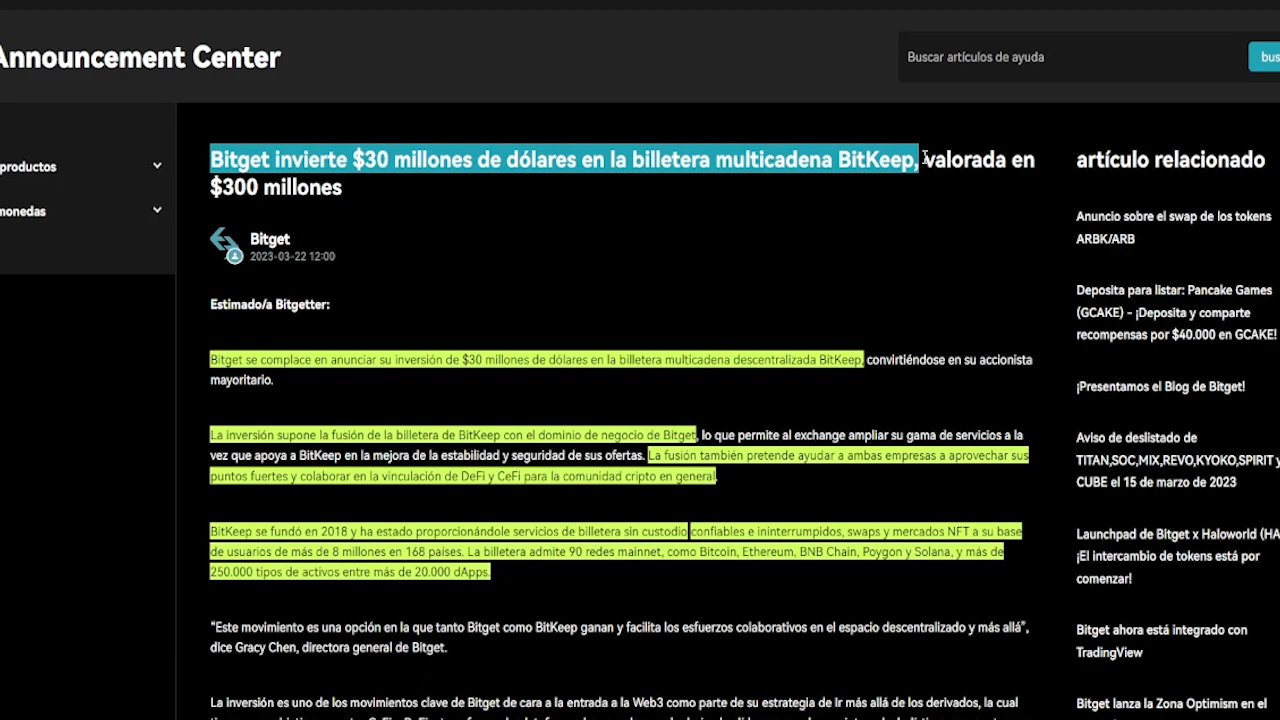 Announcement Center
Buscar artículos de ayuda
bus
productos
monedas
Bitget invierte $30 millones de dólares en la billetera multicadena BitKeep, valorada en
$300 millones
Bitget
2023-03-22 12:00
Estimado/a Bitgetter:
Bitget se complace en anunciar su inversión de $30 millones de dólares en la billetera multicadena descentralizada BitKeep, convirtiéndose en su accionista
mayoritario.
La inversión supone la fusión de la billetera de BitKeep con el dominio de negocio de Bitget, lo que permite al exchange ampliar su gama de servicios a la
vez que apoya a BitKeep en la mejora de la estabilidad y seguridad de sus ofertas. La fusión también pretende ayudar a ambas empresas a aprovechar sus
puntos fuertes y colaborar en la vinculación de DeFi y CeFi para la comunidad cripto en general.
BitKeep se fundó en 2018 y ha estado proporcionándole servicios de billetera sin custodio confiables e ininterrumpidos, swaps y mercados NFT a su base
de usuarios de más de 8 millones en 168 países. La billetera admite 90 redes mainnet, como Bitcoin, Ethereum, BNB Chain, Poygon y Solana, y más de
250.000 tipos de activos entre más de 20.000 dApps.
"Este movimiento es una opción en la que tanto Bitget como BitKeep ganan y facilita los esfuerzos colaborativos en el espacio descentralizado y más allá",
dice Gracy Chen, directora general de Bitget.
La Inversión es uno de los movimientos clave de Bitget de cara a la entrada a la Web3 como parte de su estrategia de Ir más allá de los derivados, la cual
artículo relacionado
Anuncio sobre el swap de los tokens
ARBK/ARB
Deposita para listar: Pancake Games
(GCAKE) - ¡Deposita y comparte
recompensas por $40.000 en GCAKE!
¡Presentamos el Blog de Bitget!
Aviso de deslistado de
TITAN,SOC,MIX,REVO,KYOKO,SPIRIT y
CUBE el 15 de marzo de 2023
Launchpad de Bitget x Haloworld (HA
¡El intercambio de tokens está por
comenzar!
Bitget ahora está integrado con
TradingView
Bitget lanza la Zona Optimism en el